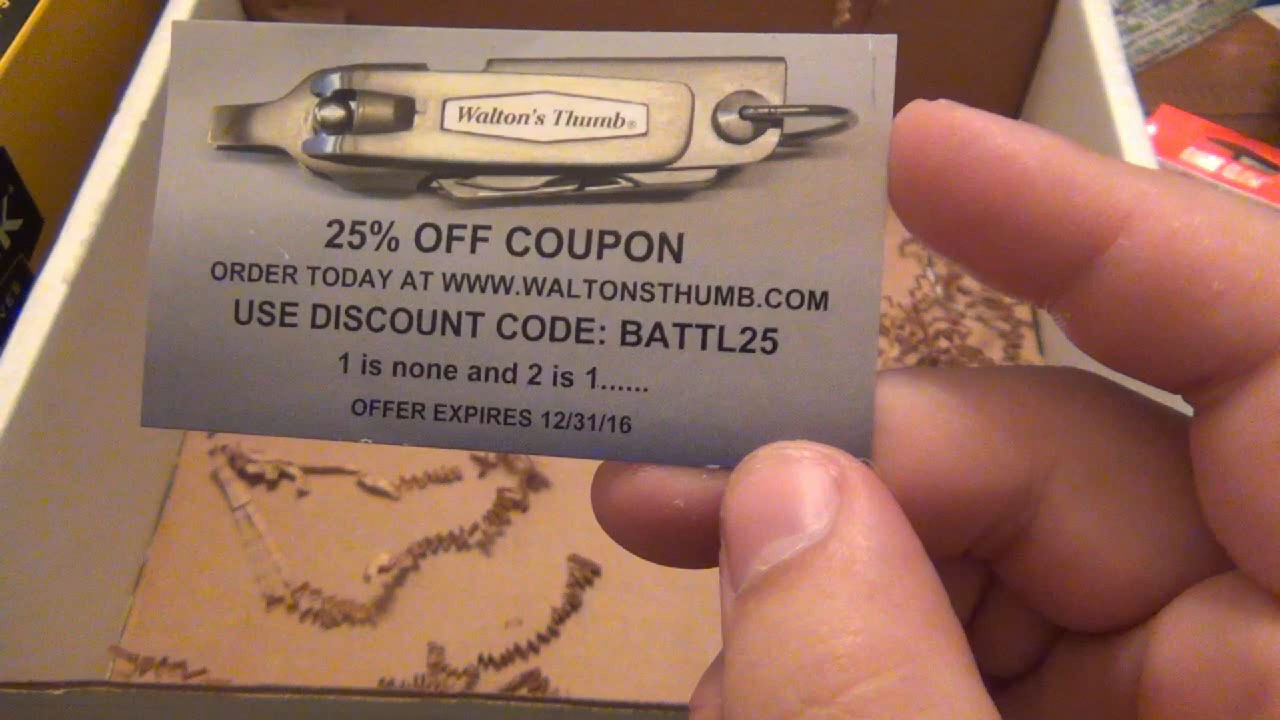 Walton's Thumb®
25% OFF COUPON
ORDER TODAY AT WWW.WALTONSTHUMB.COM
USE DISCOUNT CODE: BATTL25
1 is none and 2 is 1......
OFFER EXPIRES 12/31/16